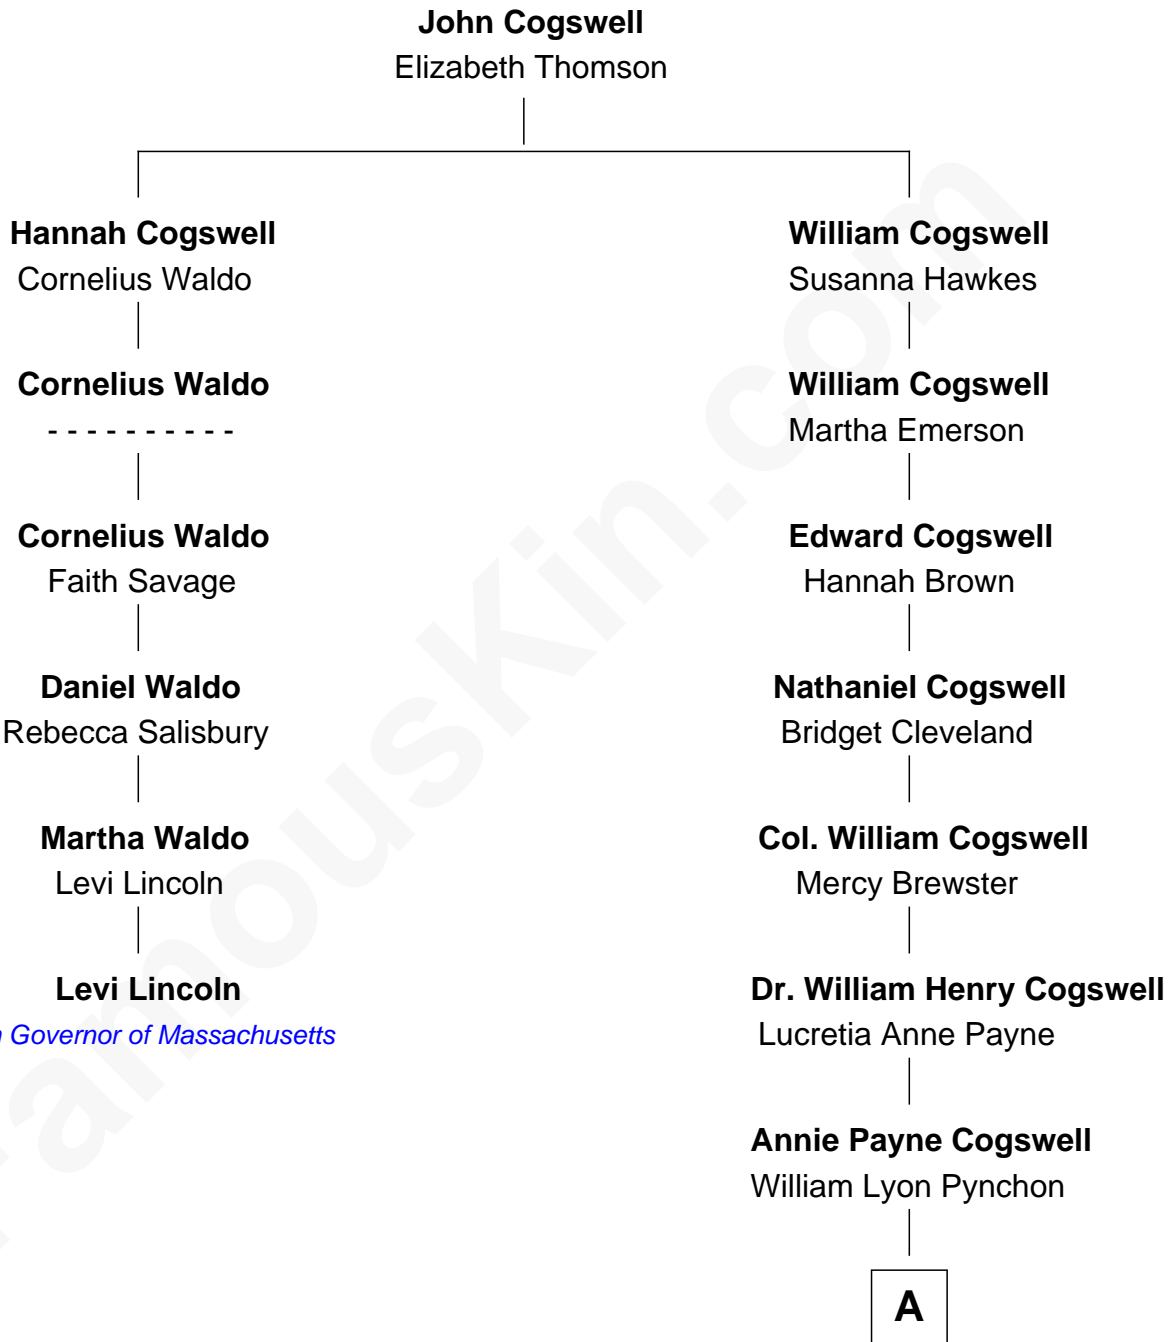 John Cogswell
Elizabeth Thomson
Hannah Cogswell
Cornelius Waldo
William Cogswell
Susanna Hawkes
Cornelius Waldo
- - - - - - - - - -
William Cogswell
Martha Emerson
Cornelius Waldo
Faith Savage
Edward Cogswell
Hannah Brown
Daniel Waldo
Rebecca Salisbury
Nathaniel Cogswell
Bridget Cleveland
Martha Waldo
Levi Lincoln
Col. William Cogswell
Mercy Brewster
Levi Lincoln
Governor of Massachusetts
Dr. William Henry Cogswell
Lucretia Anne Payne
Annie Payne Cogswell
William Lyon Pynchon
A
FamousKin.com